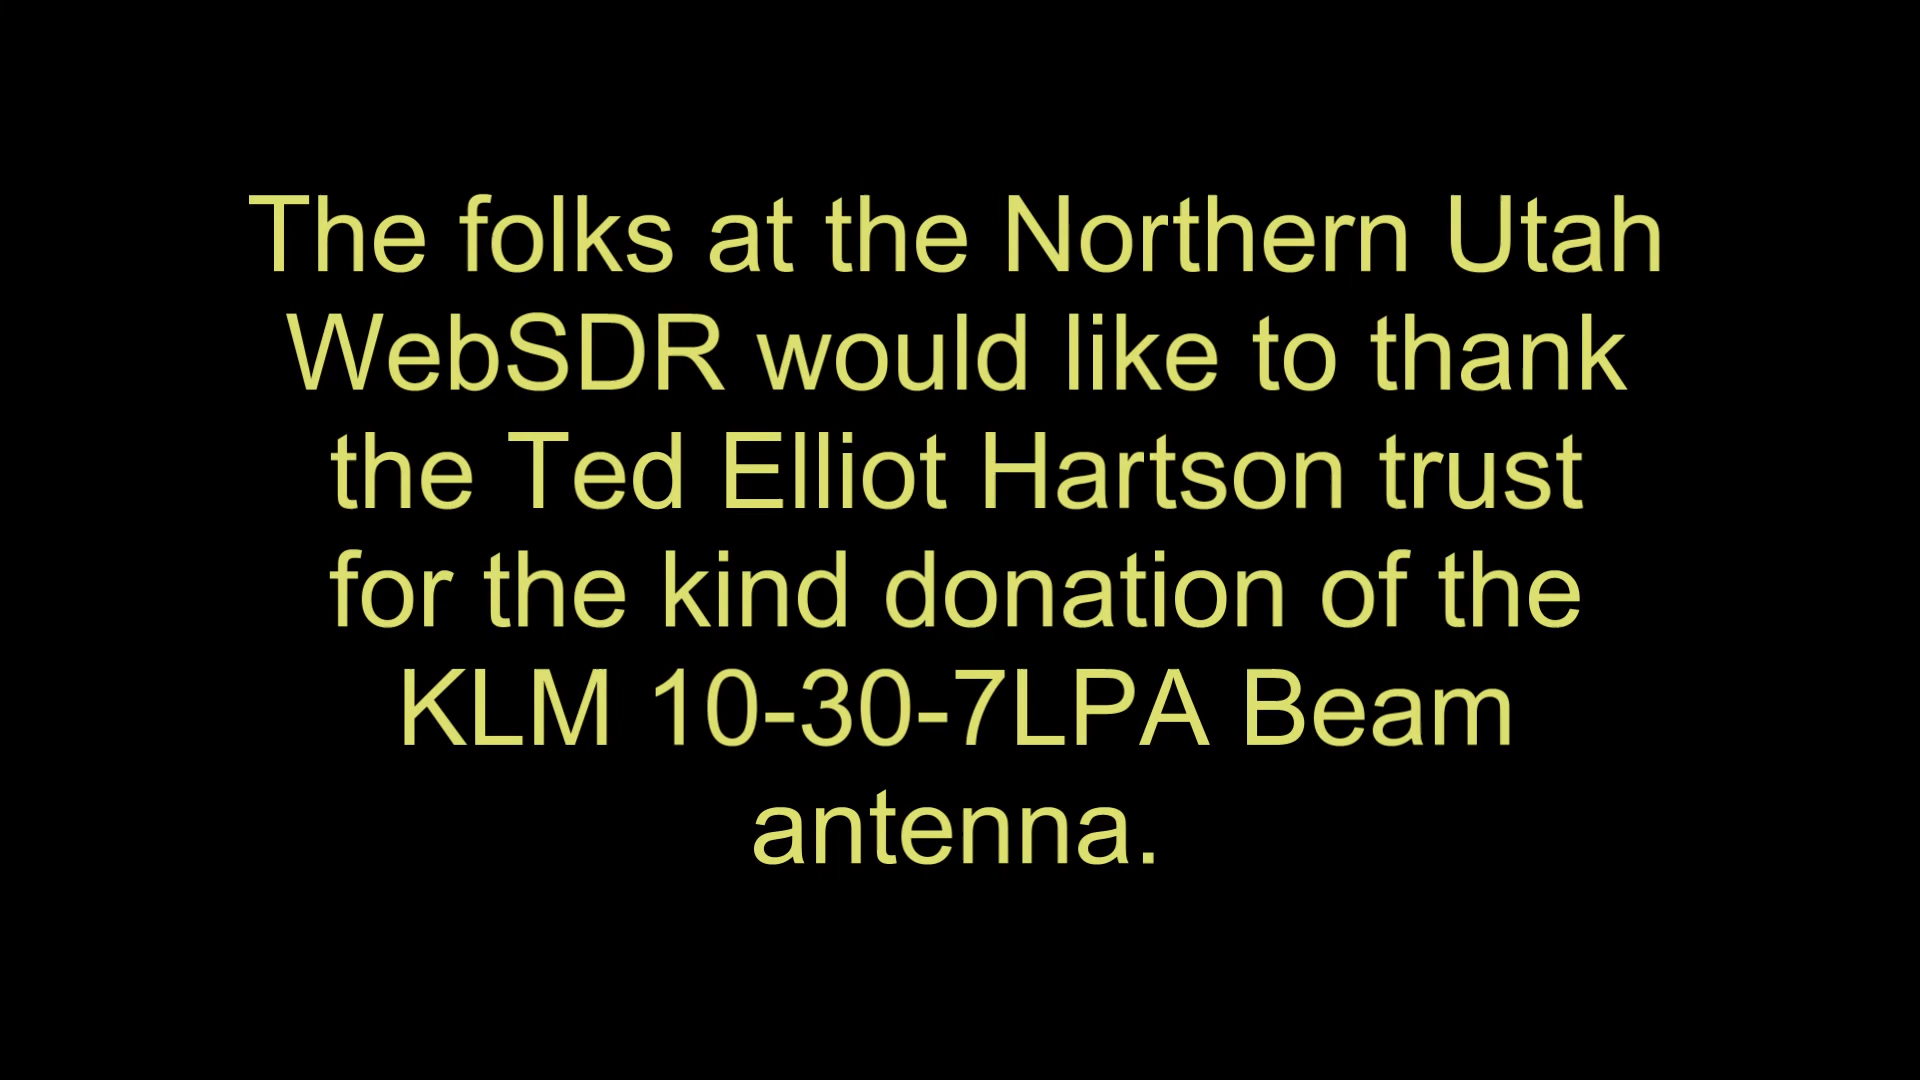 The folks at the Northern Utah
WebSDR would like to thank
the Ted Elliot Hartson trust
for the kind donation of the
KLM 10-30-7LPA Beam
antenna.